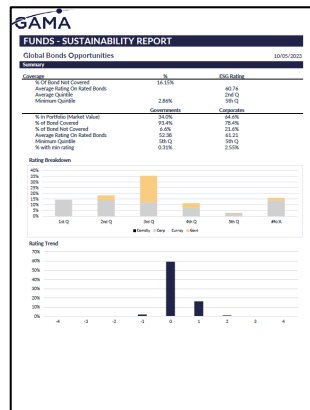 GAMA
FUNDS - SUSTAINABILITY REPORT
Global Bonds Opportunities 10/05/2023
Summary
Coverage % ESG Rating
% Of Bond Not Covered 16.15%
Average Rating On Rated Bonds 60.76
Average Quintile 2nd Q
Minimum Quintile 2.86% 5th Q
Governments Corporates
% In Portfolio (Market Value) 34.0% 64.6%
% of Bond Covered 93.4% 78.4%
% of Bond Not Covered 6.6% 21.6%
Average Rating On Rated Bonds 52.38 61.21
Minimum Quintile 5th Q 5th Q
% with min rating 0.31% 2.55%
Rating Breakdown
40%
35%
30%
25%
20%
15%
10%
5%
0%
1st Q 2nd Q 3rd Q 4th Q 5th Q #N/A
Corp Govt
Rating Trend
70%
60%
50%
40%
30%
20%
10%
0%
-4 -3 -2 -1 0 1 2 3 4